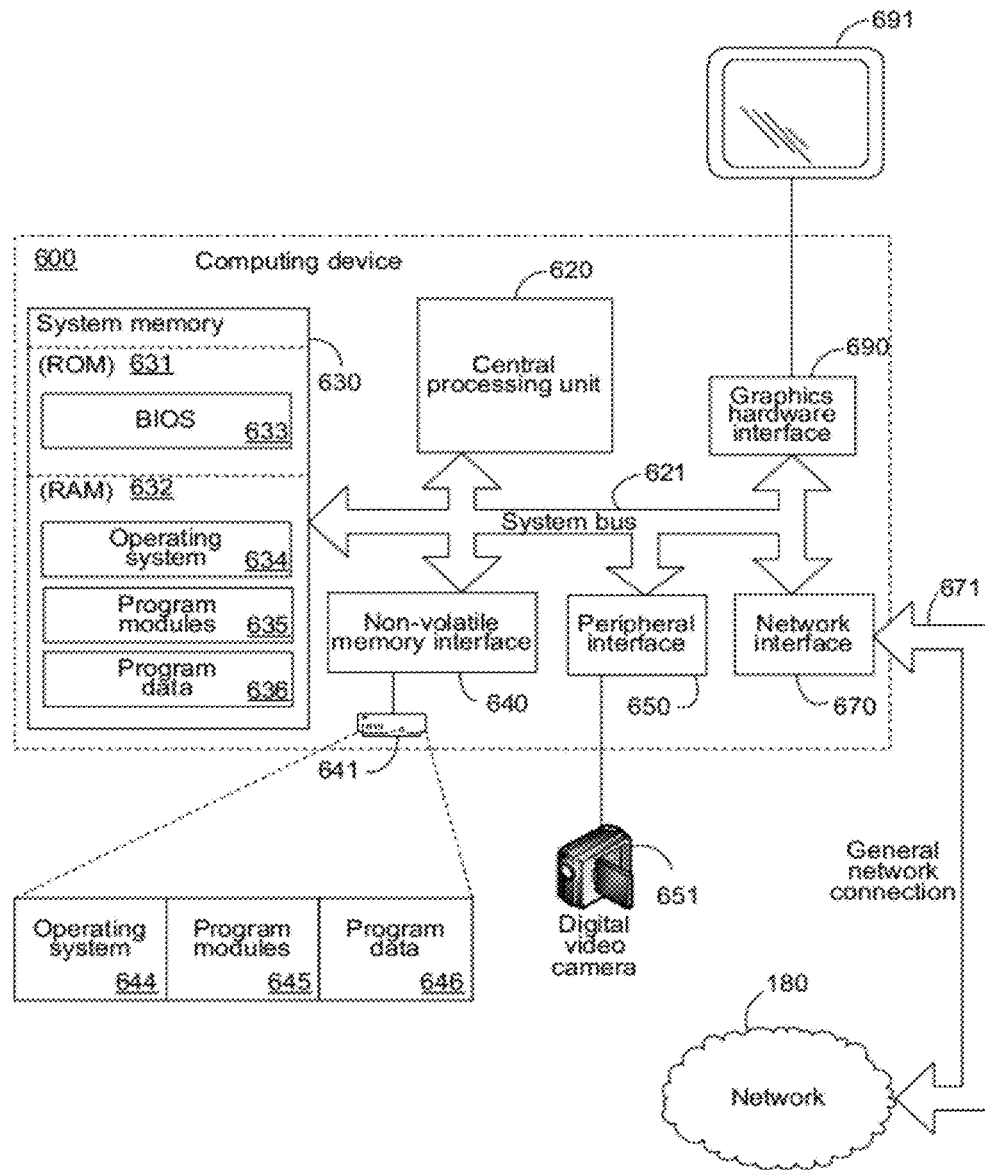 691
600 Computing device
620
System memory
630
(ROM) 631
Central
processing unit
690
BIOS 633
Graphics
hardware
interface
(RAM) 632
621
System bus
Operating
system 634
Program
modules 635
Program
data 636
Non-volatile
memory interface
640
Peripheral
interface
650
Network
interface
670
671
641
651
Digital
video
camera
General
network
connection
Operating
system
644
Program
modules
645
Program
data
646
180
Network